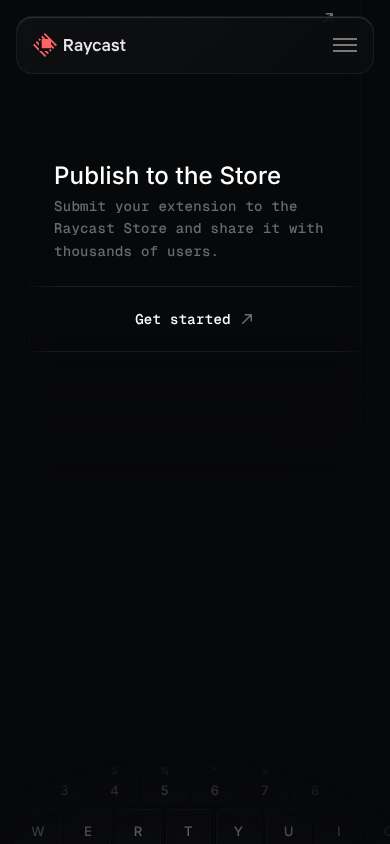 Raycast
Publish to the Store
Submit your extension to the
Raycast Store and share it with
thousands of users.
Get started
3 4 5 6 7 8
W E R T Y U I